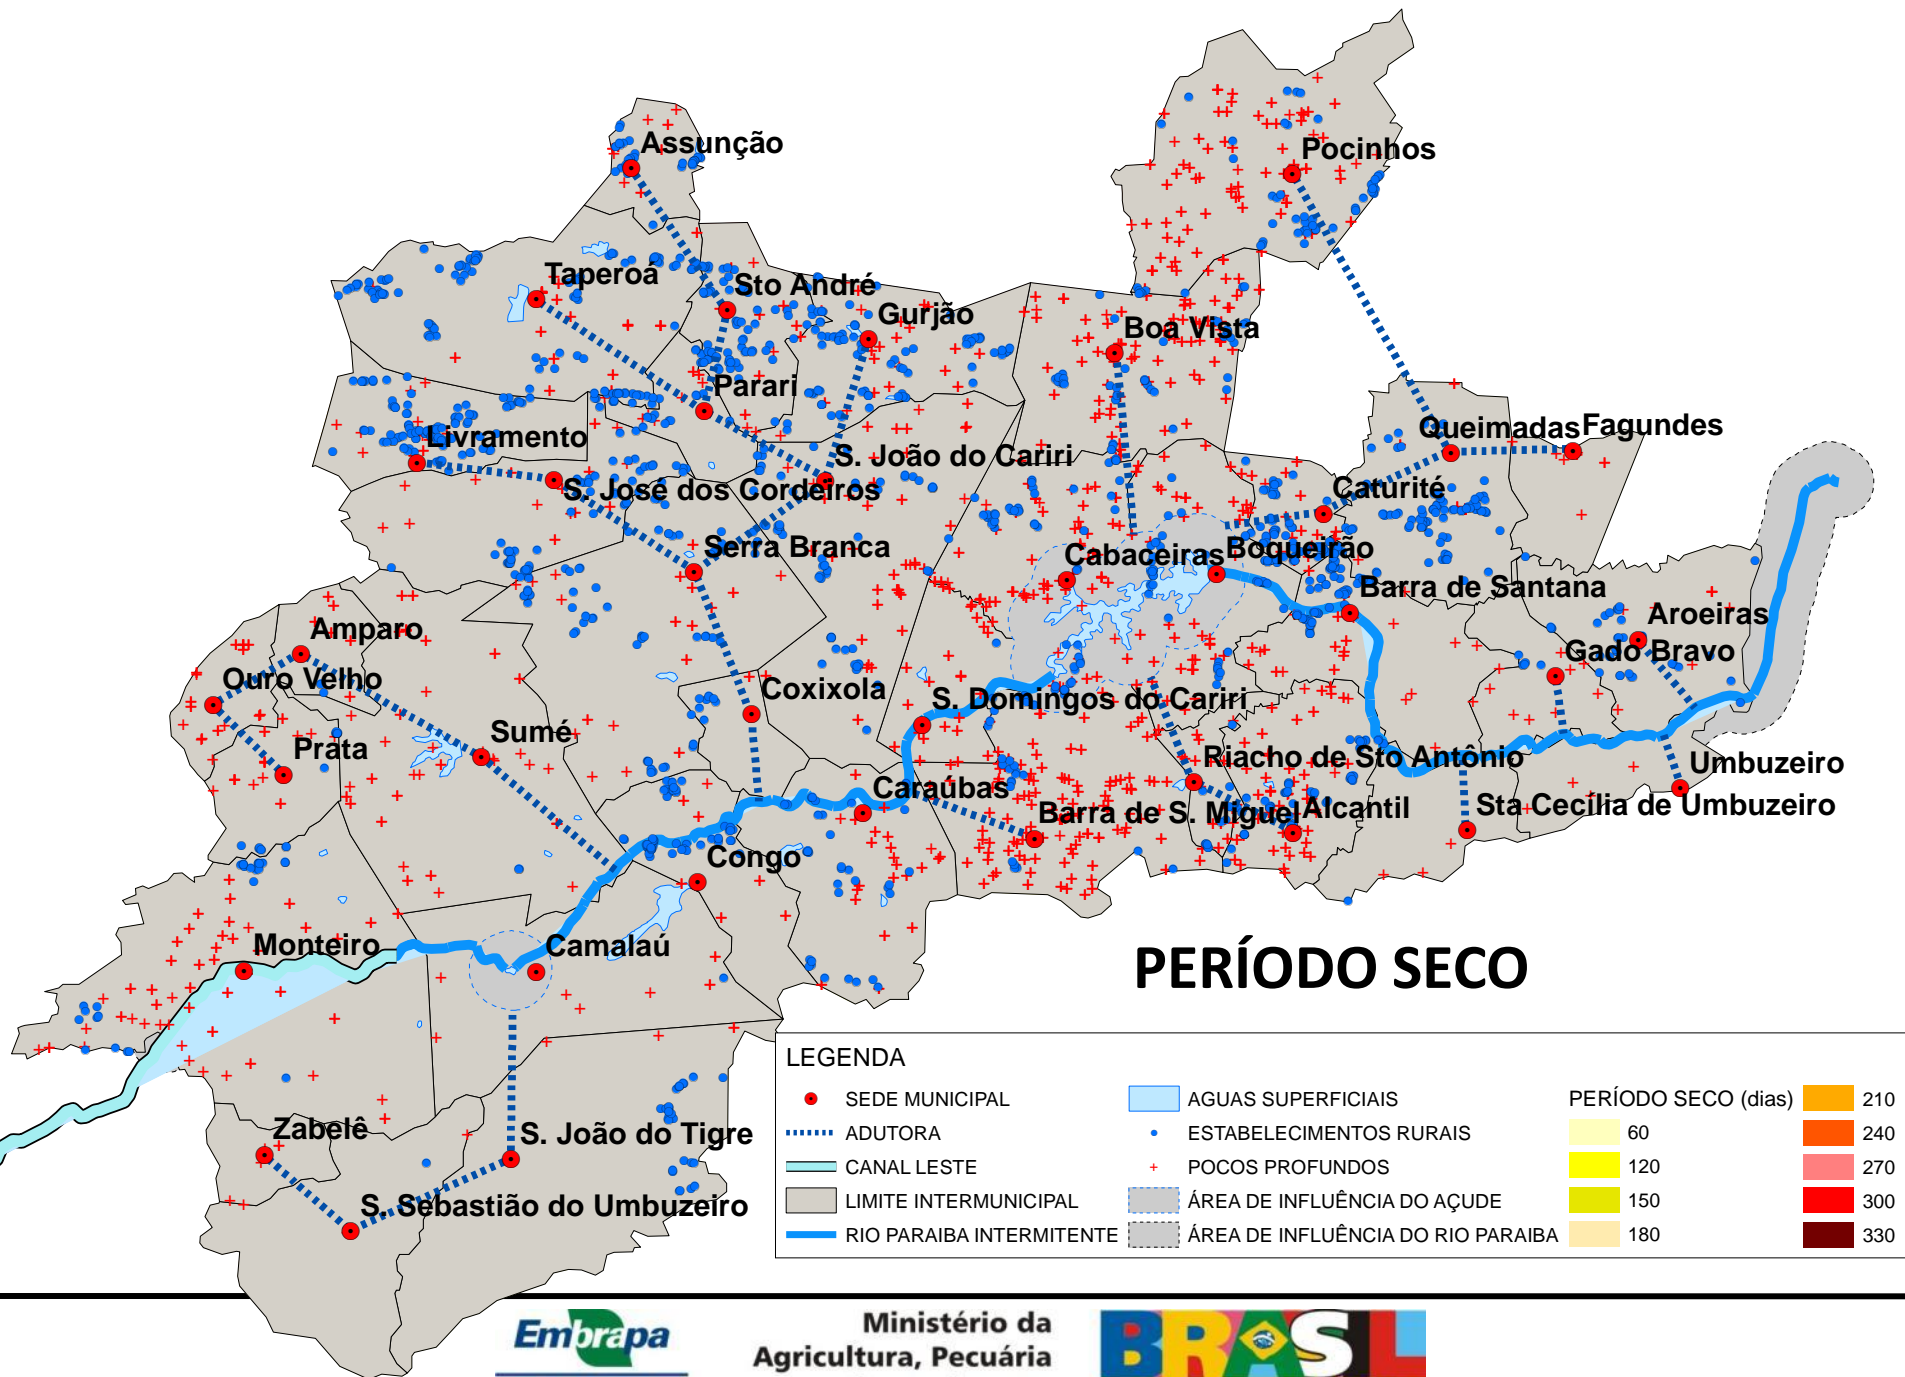 Assunção
Pocinhos
Taperoá
Sto André
Gurjão
Boa Vista
Parari
Livramento
Queimadas
Fagundes
S. João do Cariri
S. José dos Cordeiros
Caturité
Serra Branca
Cabaceiras
Boqueirão
Barra de Santana
Amparo
Aroeiras
Gado Bravo
Ouro Velho
Coxixola
S. Domingos do Cariri
Prata
Sumé
Riacho de Sto Antônio
Umbuzeiro
Caraúbas
Barra de S. Miguel
Alcantil
Sta Cecília de Umbuzeiro
Congo
Monteiro
Camalaú
PERÍODO SECO
Zabelê
S. João do Tigre
S. Sebastião do Umbuzeiro
LEGENDA
SEDE MUNICIPAL
ADUTORA
CANAL LESTE
LIMITE INTERMUNICIPAL
RIO PARAIBA INTERMITENTE
AGUAS SUPERFICIAIS
ESTABELECIMENTOS RURAIS
POCOS PROFUNDOS
ÁREA DE INFLUÊNCIA DO AÇUDE
ÁREA DE INFLUÊNCIA DO RIO PARAIBA
PERÍODO SECO (dias)
60
120
150
180
210
240
270
300
330
Embrapa
Ministério da
Agricultura, Pecuária
BRASIL